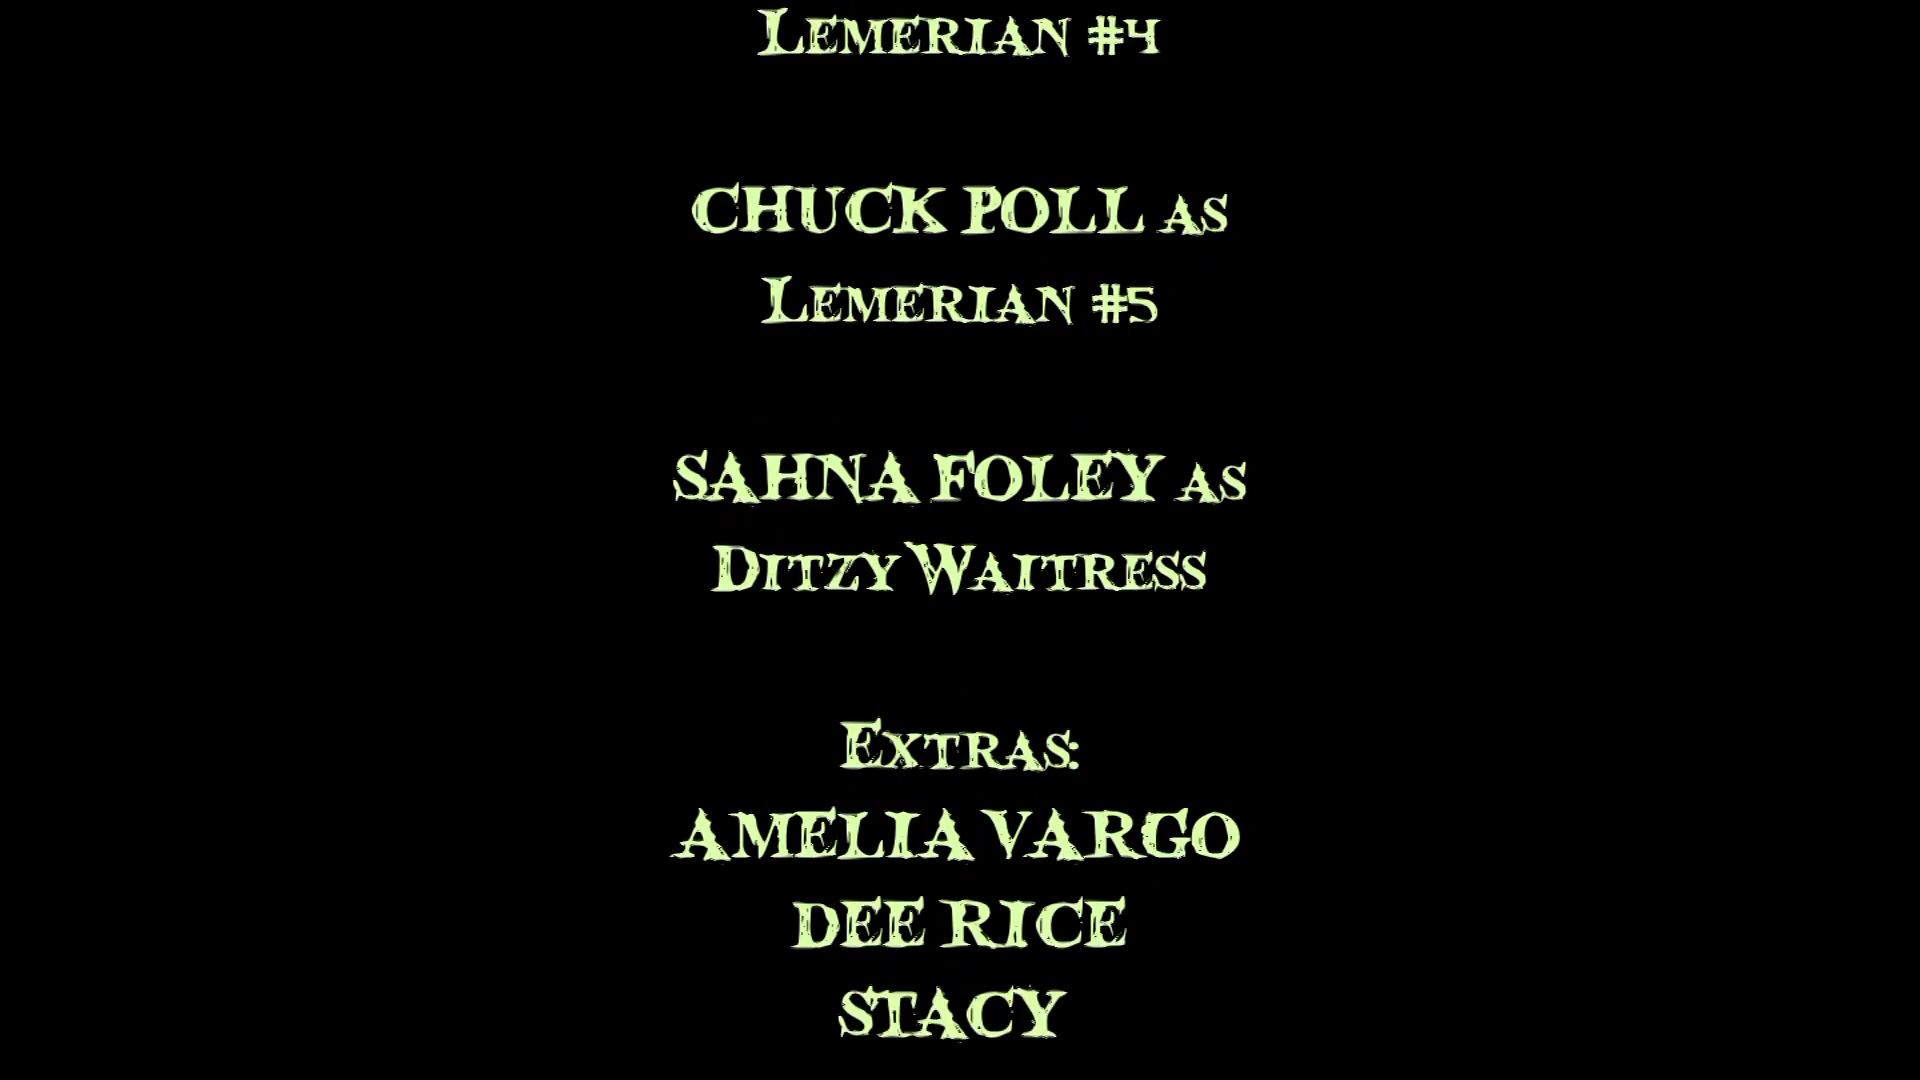 Lemerian #4
CHUCK POLL as
Lemerian #5
SAHNA FOLEY as
Ditzy Waitress
Extras:
AMELIA VARGO
DEE RICE
STACY